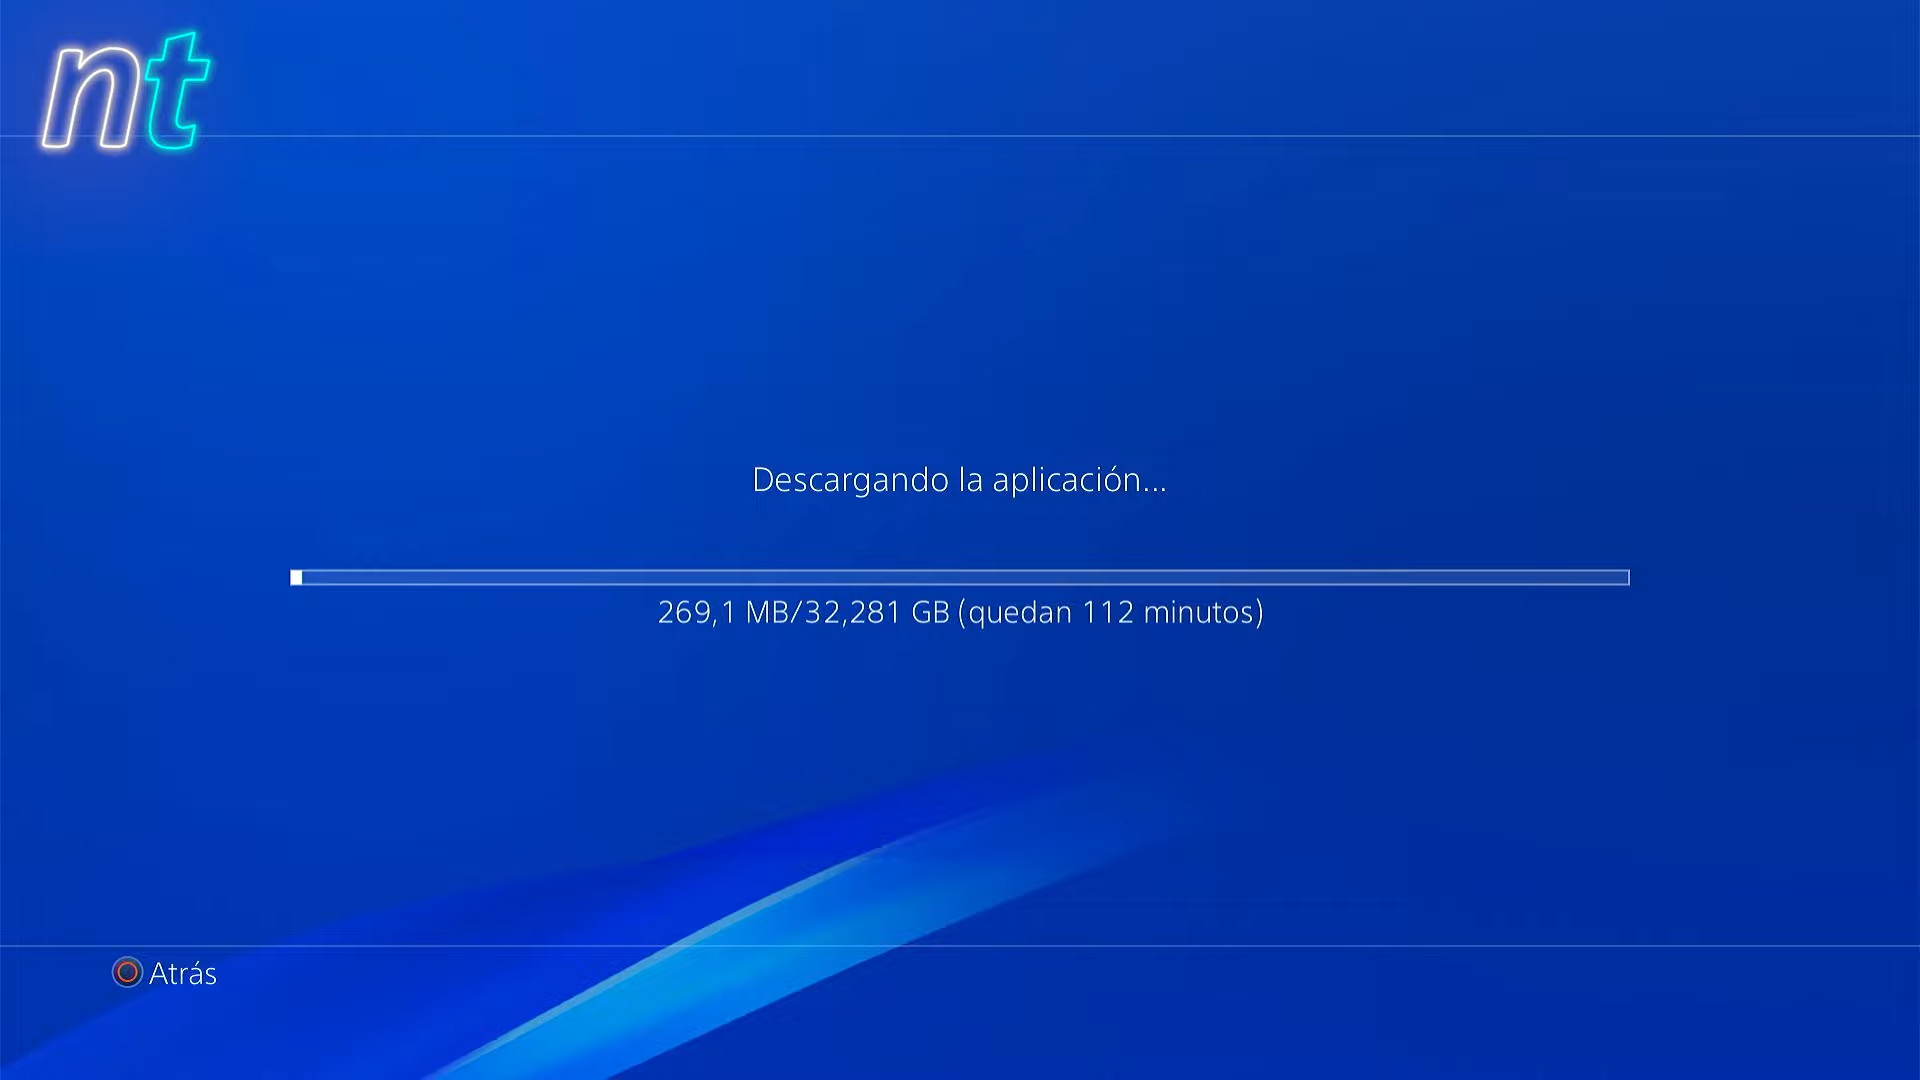 nt
Descargando la aplicación...
269,1 MB/32,281 GB (quedan 112 minutos)
Atrás